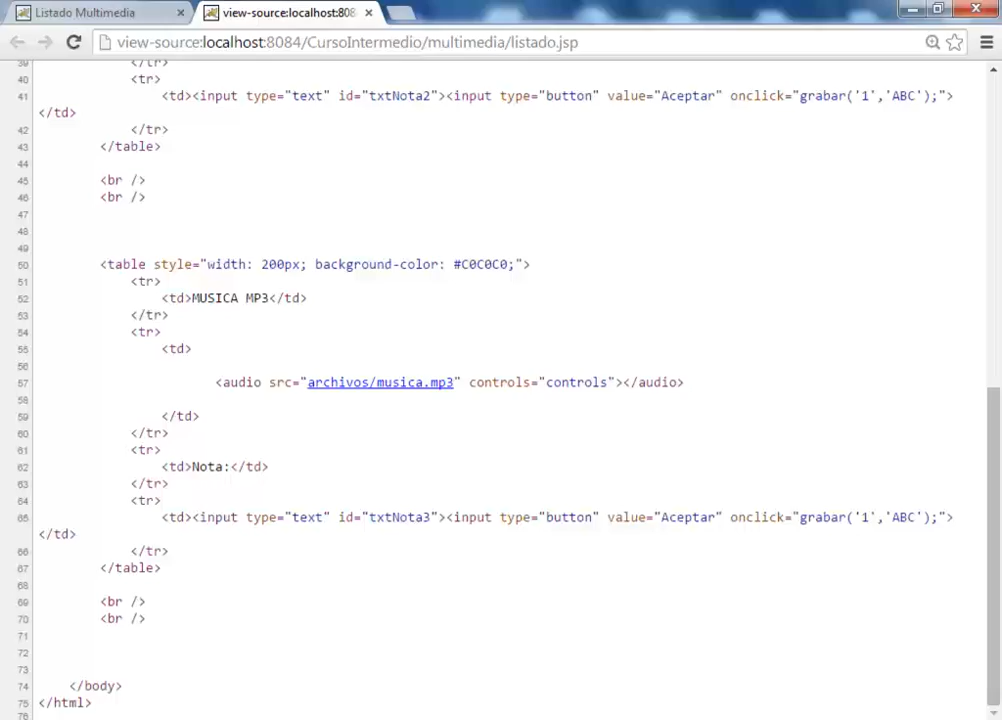 Listado Multimedia
view-source:localhost:808
view-source:localhost:8084/CursoIntermedio/multimedia/listado.jsp
39 </tr>
40 <tr>
41 <td><input type="text" id="txtNota2"><input type="button" value="Aceptar" onclick="grabar('1','ABC');">
</td>
42 </tr>
43 </table>
44
45 <br />
46 <br />
47
48
49
50 <table style="width: 200px; background-color: #C0C0C0;">
51 <tr>
52 <td>MUSICA MP3</td>
53 </tr>
54 <tr>
55 <td>
56
57 <audio src="archivos/musica.mp3" controls="controls"></audio>
58
59 </td>
60 </tr>
61 <tr>
62 <td>Nota:</td>
63 </tr>
64 <tr>
65 <td><input type="text" id="txtNota3"><input type="button" value="Aceptar" onclick="grabar('1','ABC');">
</td>
66 </tr>
67 </table>
68
69 <br />
70 <br />
71
72
73
74 </body>
75 </html>
76